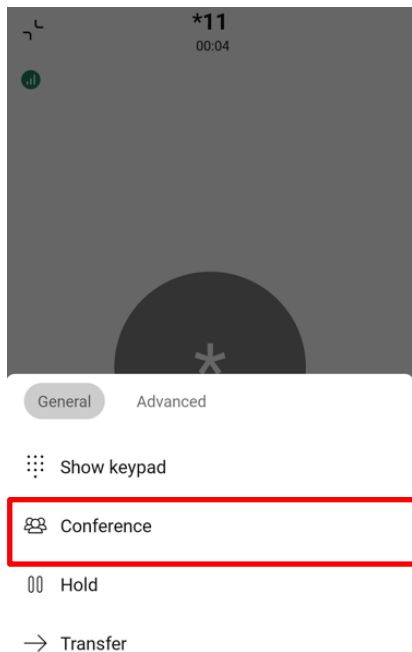 *11
00:04
*
General Advanced
Show keypad
Conference
Hold
Transfer